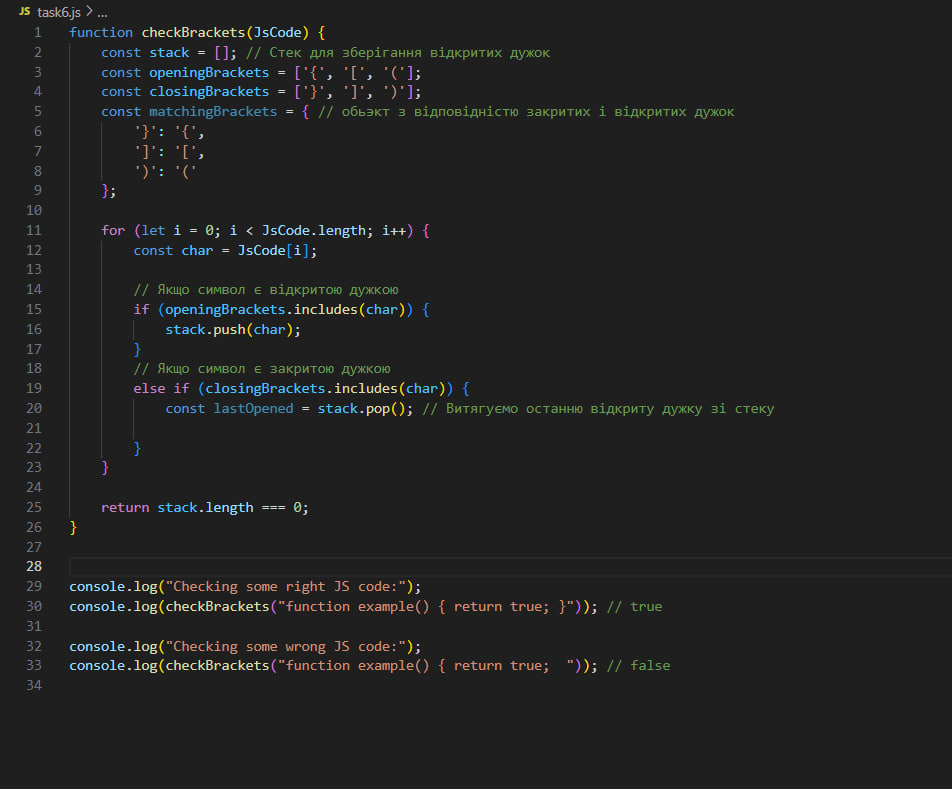 JS task6.js > ...
1 function checkBrackets(JsCode) {
2     const stack = []; // Стек для зберігання відкритих дужок
3     const openingBrackets = ['{', '[', '('];
4     const closingBrackets = ['}', ']', ')'];
5     const matchingBrackets = { // обьэкт з відповідністю закритих і відкритих дужок
6         '}': '{',
7         ']': '[',
8         ')': '('
9     };
10
11     for (let i = 0; i < JsCode.length; i++) {
12         const char = JsCode[i];
13
14         // Якщо символ є відкритою дужкою
15         if (openingBrackets.includes(char)) {
16             stack.push(char);
17         }
18         // Якщо символ є закритою дужкою
19         else if (closingBrackets.includes(char)) {
20             const lastOpened = stack.pop(); // Витягуємо останню відкриту дужку зі стеку
21
22         }
23     }
24
25     return stack.length === 0;
26 }
27
28
29 console.log("Checking some right JS code:");
30 console.log(checkBrackets("function example() { return true; }")); // true
31
32 console.log("Checking some wrong JS code:");
33 console.log(checkBrackets("function example() { return true;  ")); // false
34